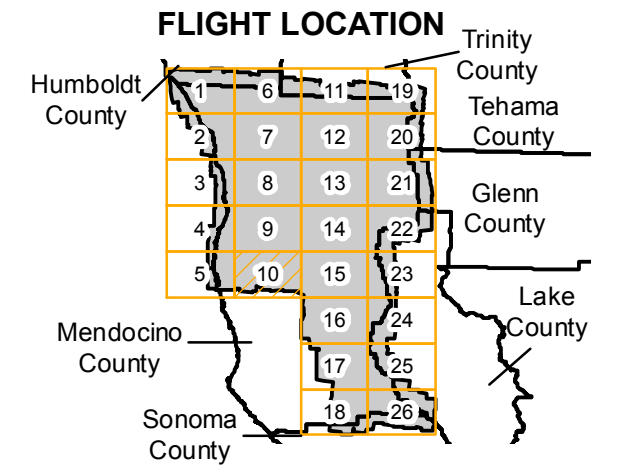 FLIGHT LOCATION
Trinity
County
Humboldt
County
1 6 11 19
Tehama
County
2 7 12 20
3 8 13 21
Glenn
County
4 9 14 22
5 10 15 23
Lake
County
16 24
Mendocino
County
17 25
18 26
Sonoma
County